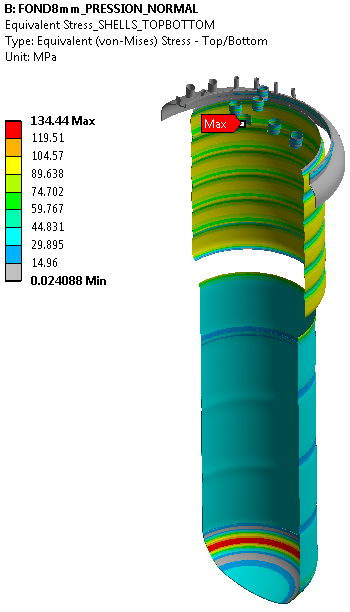 B: FOND8mm_PRESSION_NORMAL
Equivalent Stress_SHELLS_TOPBOTTOM
Type: Equivalent (von-Mises) Stress - Top/Bottom
Unit: MPa
134.44 Max
119.51
104.57
89.638
74.702
59.767
44.831
29.895
14.96
0.024088 Min
Max